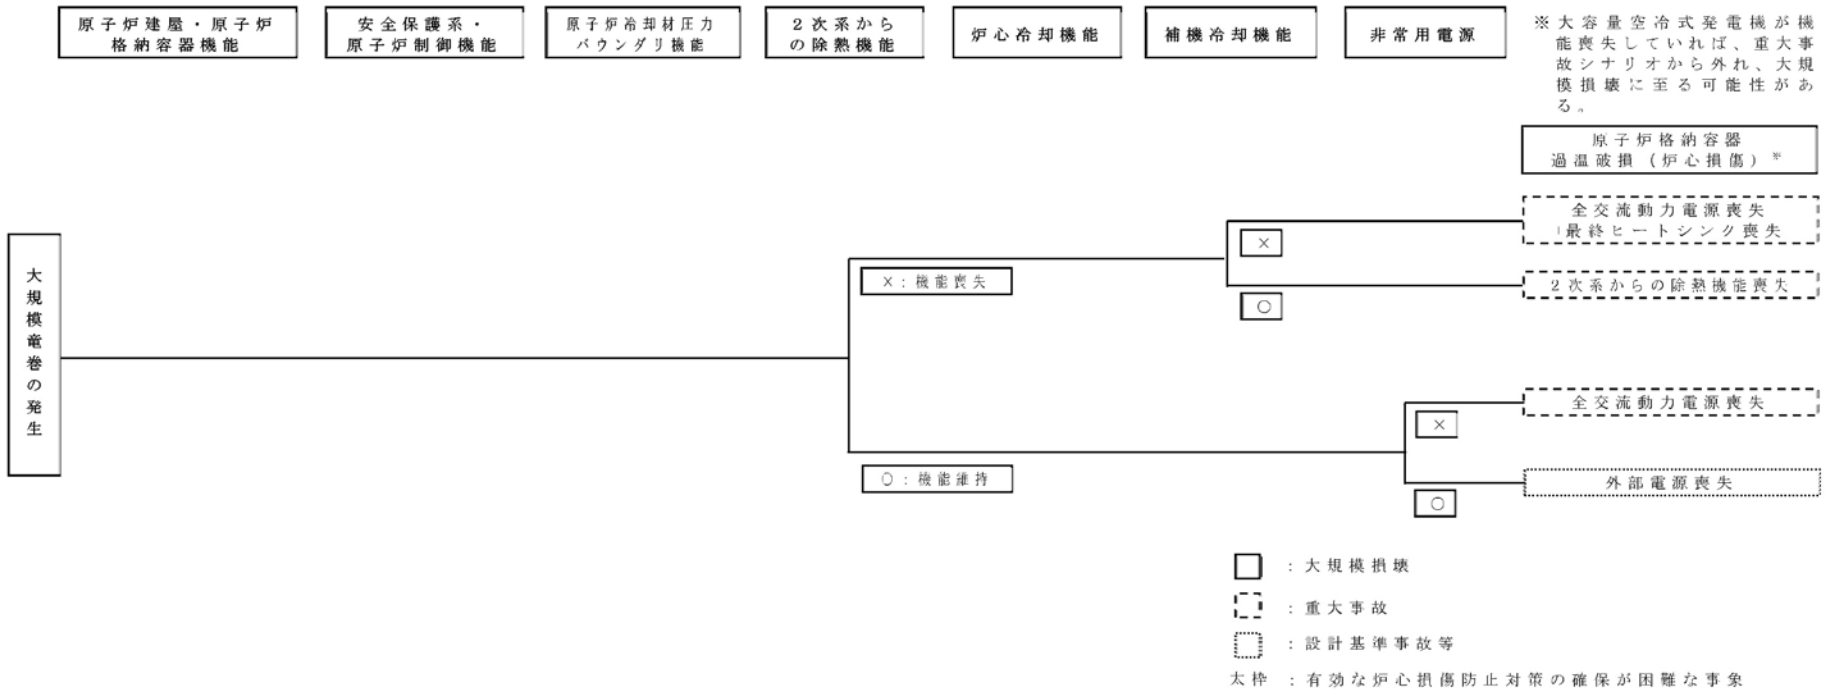 原子炉建屋・原子炉
格納容器機能
安全保護系・
原子炉制御機能
原子炉冷却材圧力
バウンダリ機能
2次系から
の除熱機能
炉心冷却機能
補機冷却機能
非常用電源
※大容量空冷式発電機が機
能喪失していれば、重大事
故シナリオから外れ、大規
模損壊に至る可能性があ
る。
原子炉格納容器
過温破損(炉心損傷)※
大規模竜巻の発生
×:機能喪失
×
全交流動力電源喪失
+最終ヒートシンク喪失
○
2次系からの除熱機能喪失
○:機能維持
×
全交流動力電源喪失
○
外部電源喪失
:大規模損壊
:重大事故
:設計基準事故等
太枠:有効な炉心損傷防止対策の確保が困難な事象